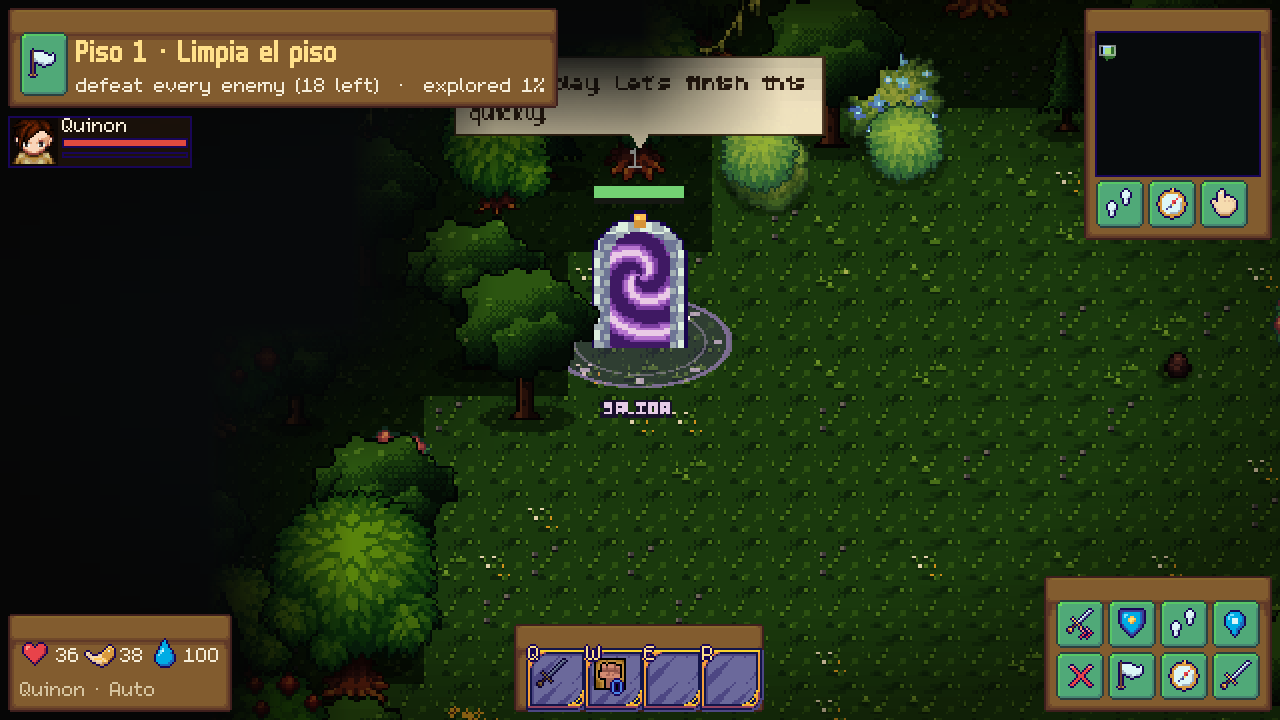 Piso 1 · Limpia el piso
defeat every enemy (18 left) · explored 1%
Let's finish this
quickly.
Quinon
1
SALIDA
36 38 100
Quinon · Auto
Q W E R